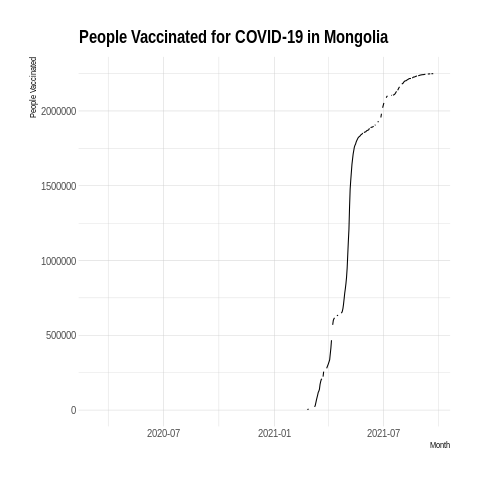 People Vaccinated for COVID-19 in Mongolia
People Vaccinated
2000000
1500000
1000000
500000
0
2020-07 2021-01 2021-07
Month